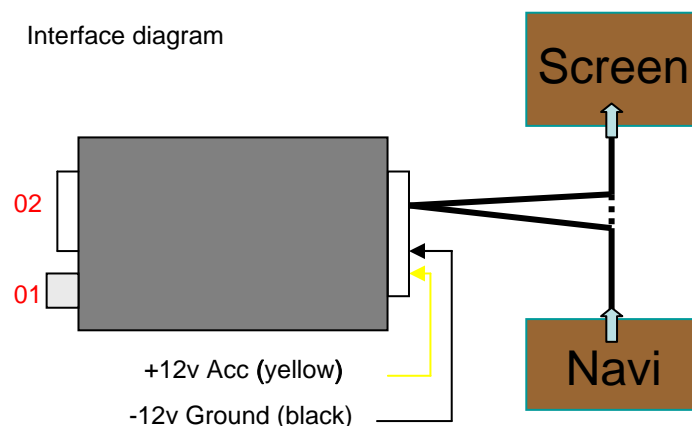 Interface diagram
Screen
02
01
+12v Acc (yellow)
Navi
-12v Ground (black)